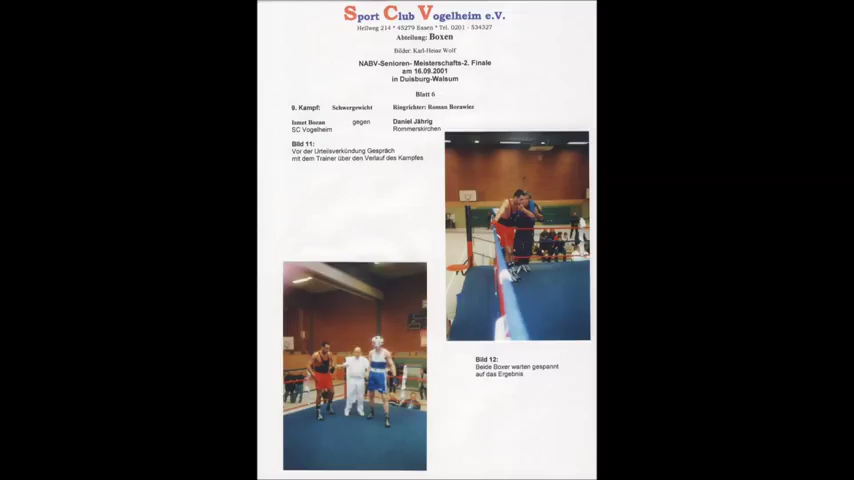 Sport Club Vogelheim e.V.
Hellweg 214 * 45279 Essen * Tel. 0201 - 534327
Abteilung: Boxen
Bilder: Karl-Heinz Wolf
NABV-Senioren- Meisterschafts-2. Finale
am 16.09.2001
in Duisburg-Walsum
Blatt 6
9. Kampf: Schwergewicht Ringrichter: Roman Borawiez
Ismet Bozan gegen Daniel Jährig
SC Vogelheim Rommerskirchen
Bild 11:
Vor der Urteilsverkündung Gespräch
mit dem Trainer über den Verlauf des Kampfes
Bild 12:
Beide Boxer warten gespannt
auf das Ergebnis